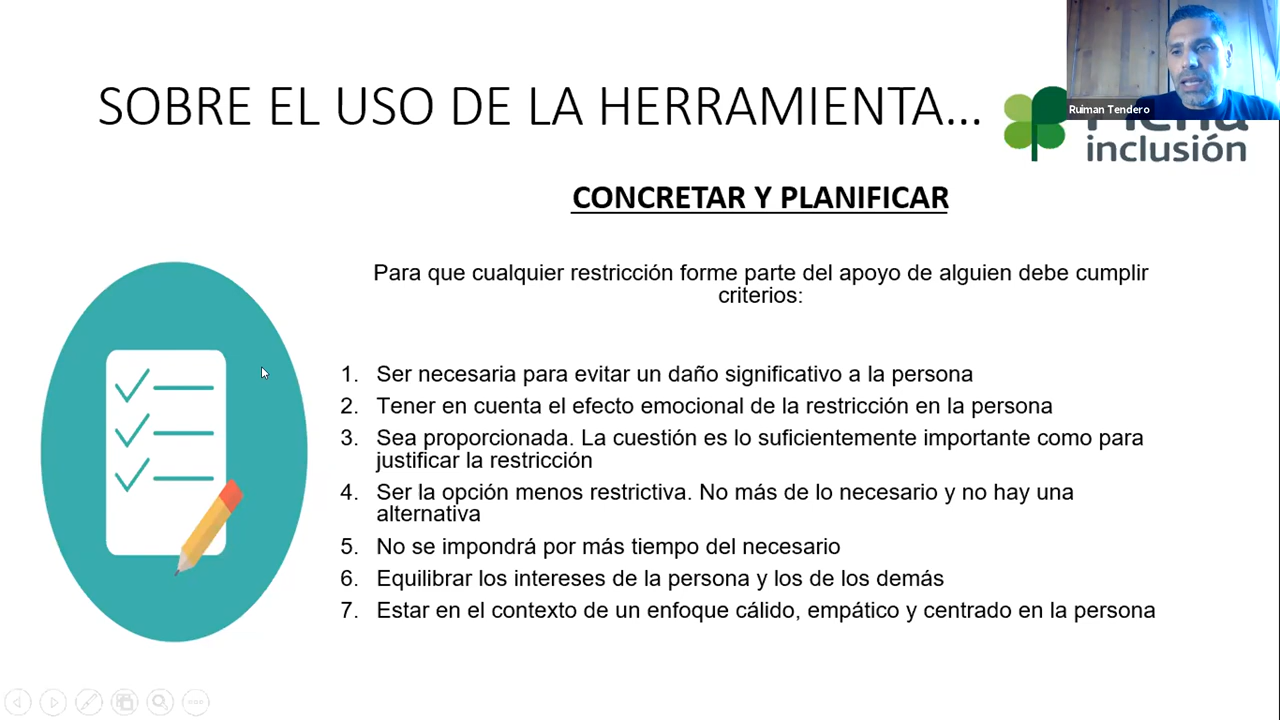 SOBRE EL USO DE LA HERRAMIENTA...
Ruiman Tendero
inclusión
CONCRETAR Y PLANIFICAR
Para que cualquier restricción forme parte del apoyo de alguien debe cumplir
criterios:
1. Ser necesaria para evitar un daño significativo a la persona
2. Tener en cuenta el efecto emocional de la restricción en la persona
3. Sea proporcionada. La cuestión es lo suficientemente importante como para
justificar la restricción
4. Ser la opción menos restrictiva. No más de lo necesario y no hay una
alternativa
5. No se impondrá por más tiempo del necesario
6. Equilibrar los intereses de la persona y los de los demás
7. Estar en el contexto de un enfoque cálido, empático y centrado en la persona